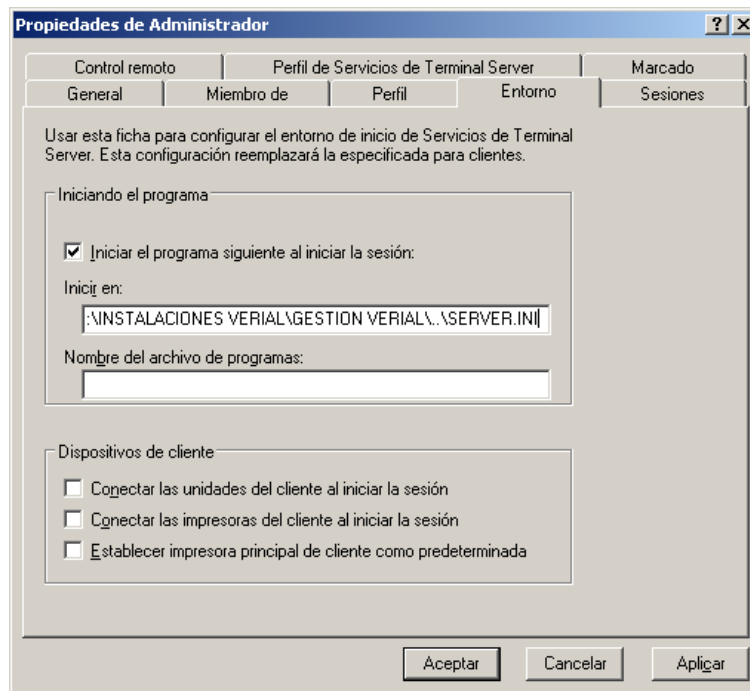 Propiedades de Administrador
Control remoto Perfil de Servicios de Terminal Server Marcado
General Miembro de Perfil Entorno Sesiones
Usar esta ficha para configurar el entorno de inicio de Servicios de Terminal
Server. Esta configuración reemplazará la especificada para clientes.
Iniciando el programa
Iniciar el programa siguiente al iniciar la sesión:
Inicir en:
:\INSTALACIONES VERIAL\GESTION VERIAL\..\SERVER.INI
Nombre del archivo de programas:
Dispositivos de cliente
Conectar las unidades del cliente al iniciar la sesión
Conectar las impresoras del cliente al iniciar la sesión
Establecer impresora principal de cliente como predeterminada
Aceptar Cancelar Aplicar